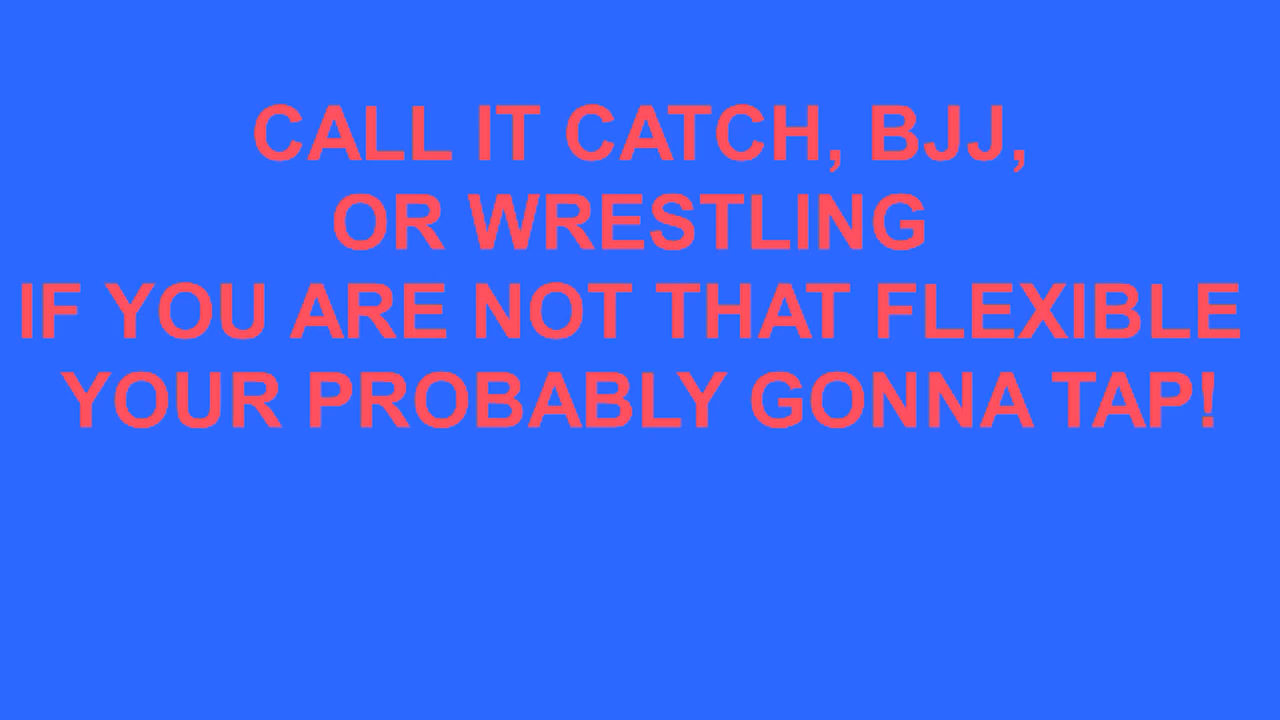 CALL IT CATCH, BJJ,
OR WRESTLING
IF YOU ARE NOT THAT FLEXIBLE
YOUR PROBABLY GONNA TAP!